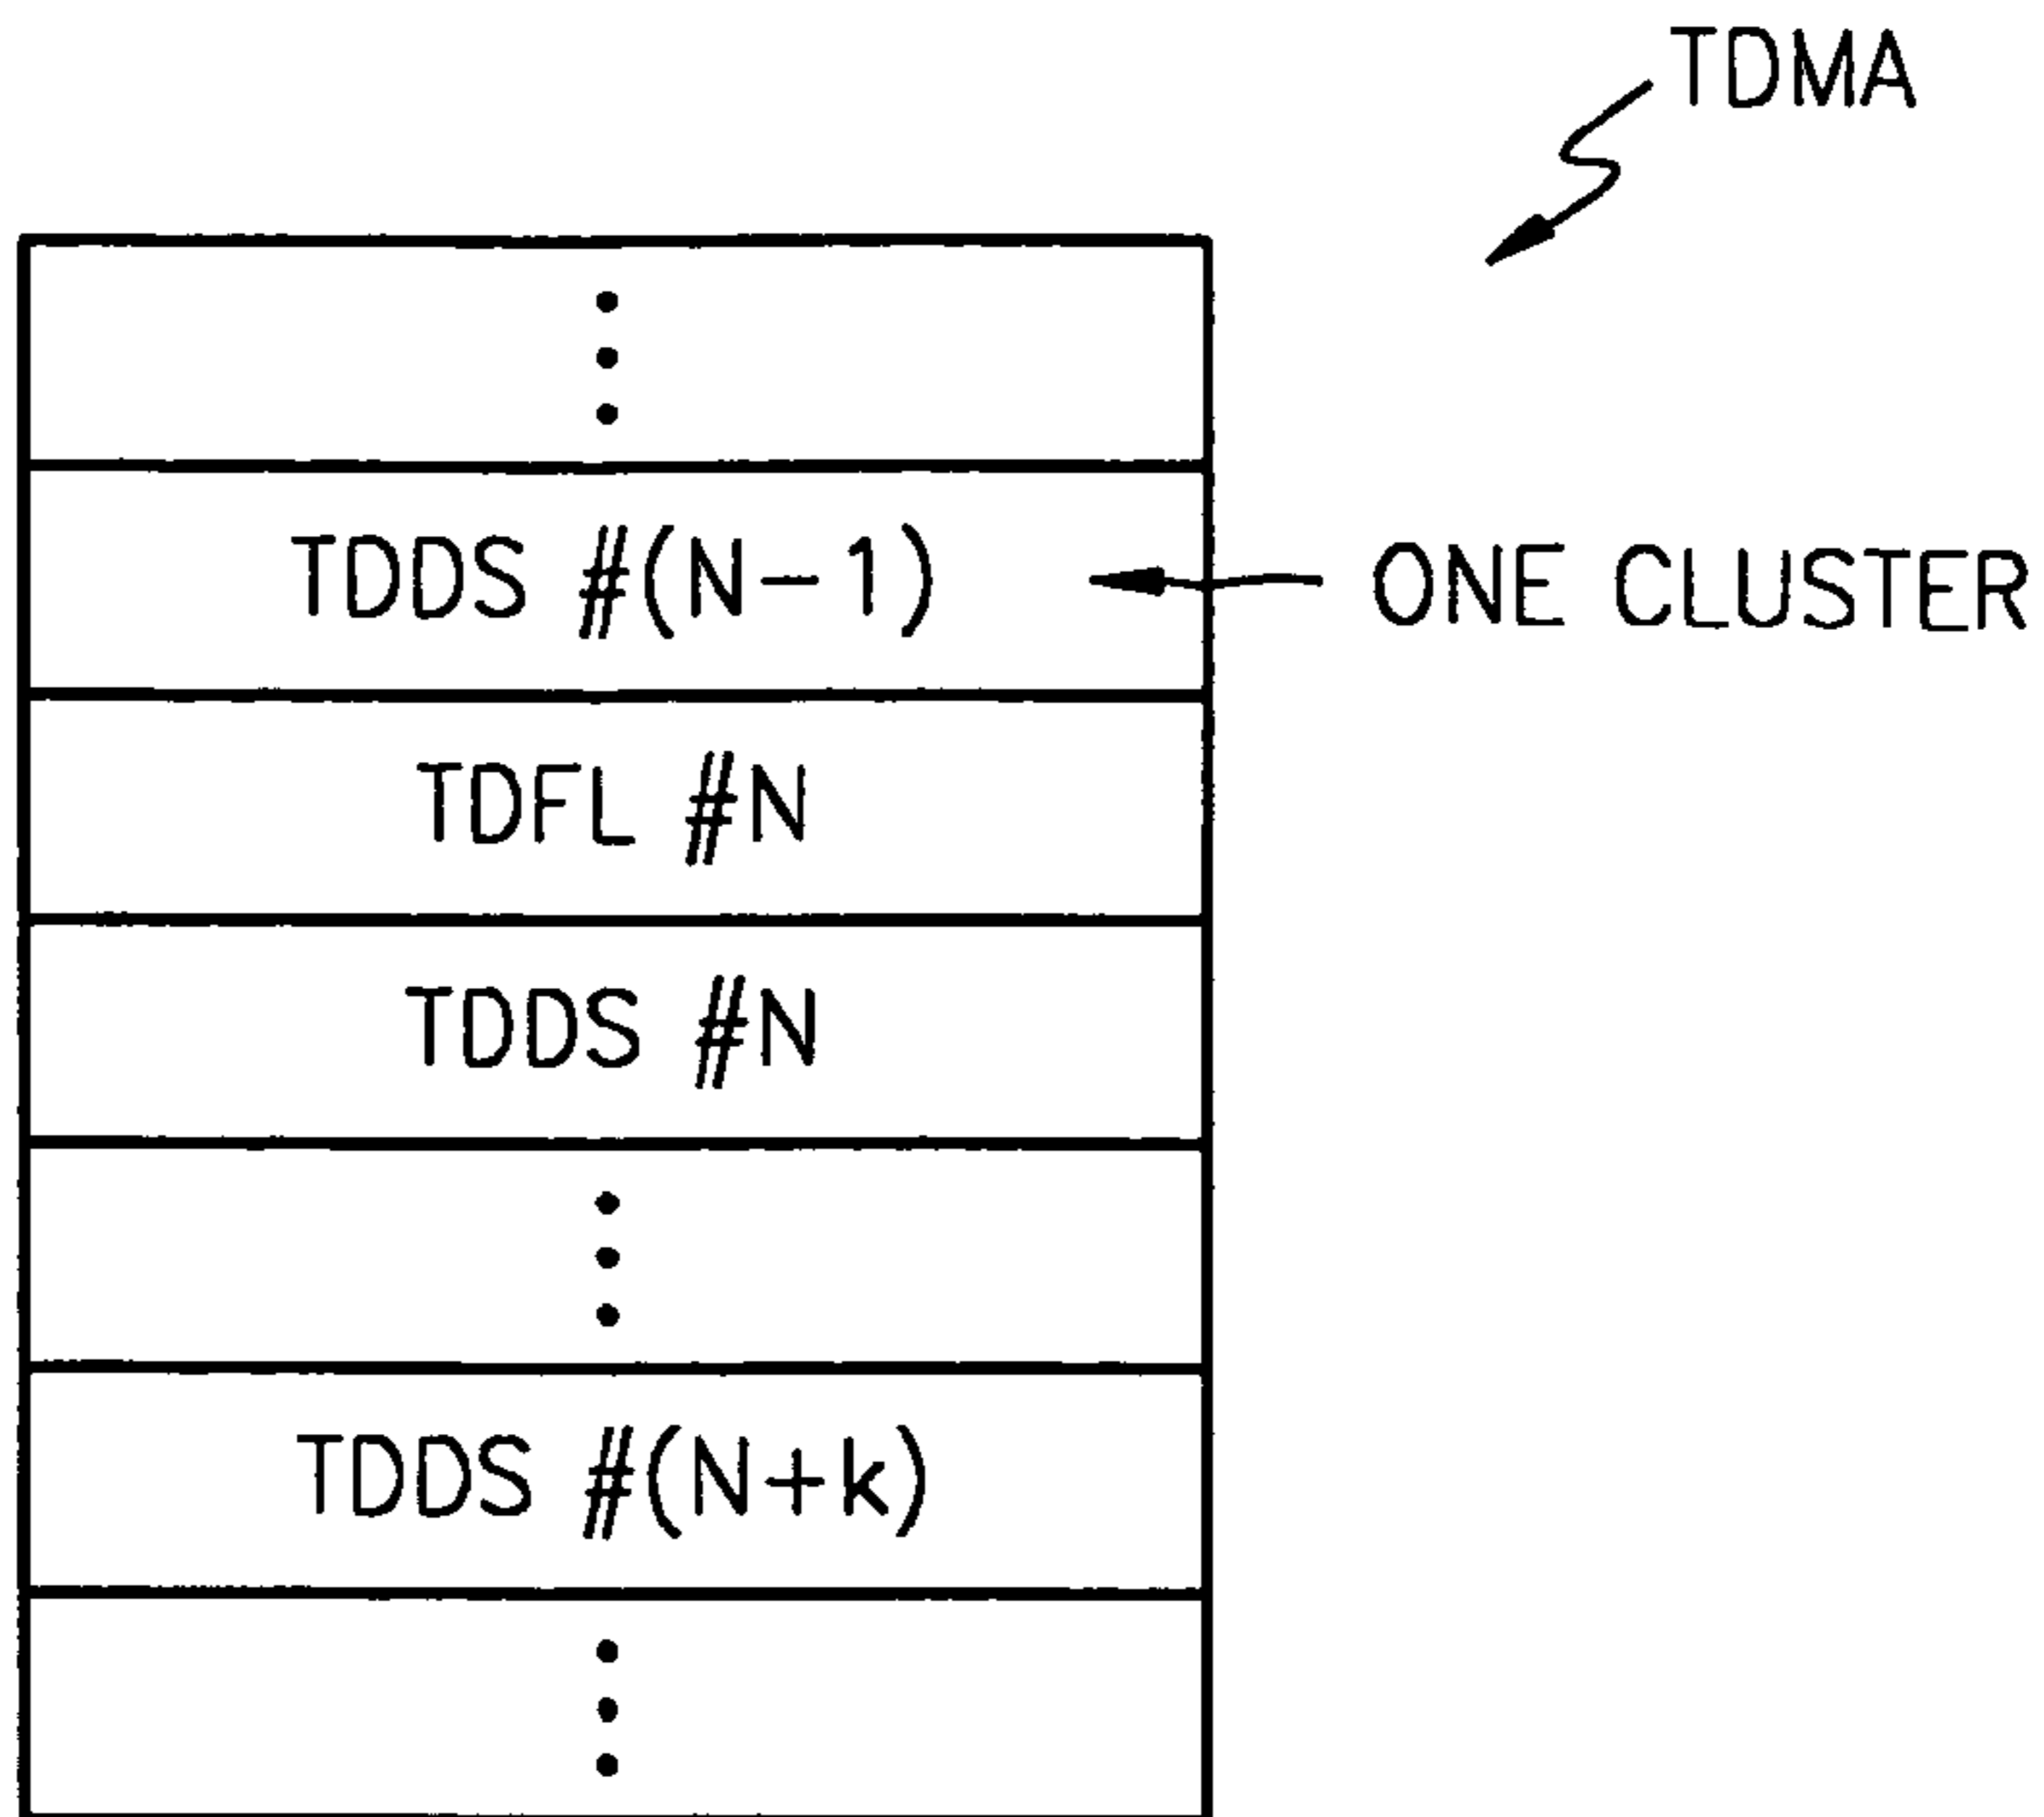 TDMA
TDDS #(N-1) ONE CLUSTER
TDFL #N
TDDS #N
TDDS #(N+k)